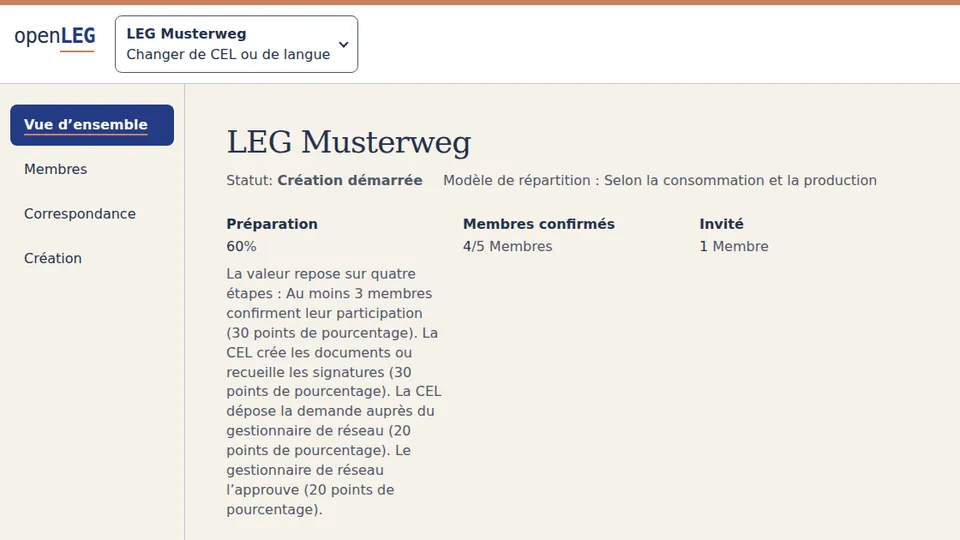 openLEG
LEG Musterweg
Changer de CEL ou de langue
Vue d’ensemble
Membres
Correspondance
Création
LEG Musterweg
Statut: Création démarrée Modèle de répartition : Selon la consommation et la production
Préparation
60%
La valeur repose sur quatre
étapes : Au moins 3 membres
confirment leur participation
(30 points de pourcentage). La
CEL crée les documents ou
recueille les signatures (30
points de pourcentage). La CEL
dépose la demande auprès du
gestionnaire de réseau (20
points de pourcentage). Le
gestionnaire de réseau
l’approuve (20 points de
pourcentage).
Membres confirmés
4/5 Membres
Invité
1 Membre